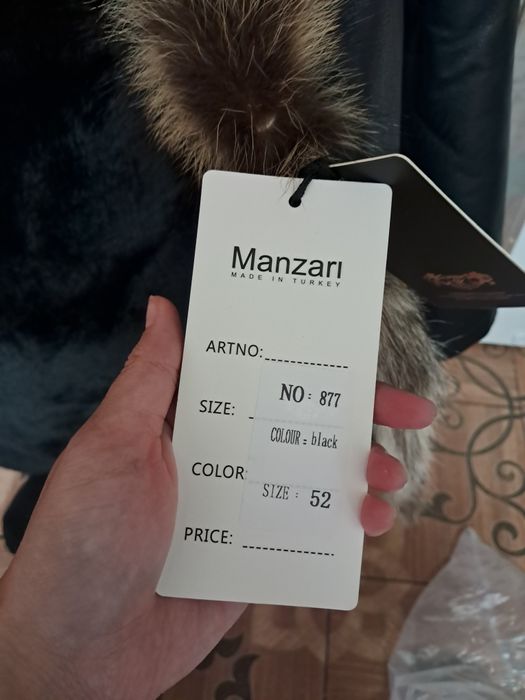 Manzarı
MADE IN TURKEY
ARTNO:
NO: 877
SIZE:
COLOUR: black
COLOR:
SIZE: 52
PRICE: